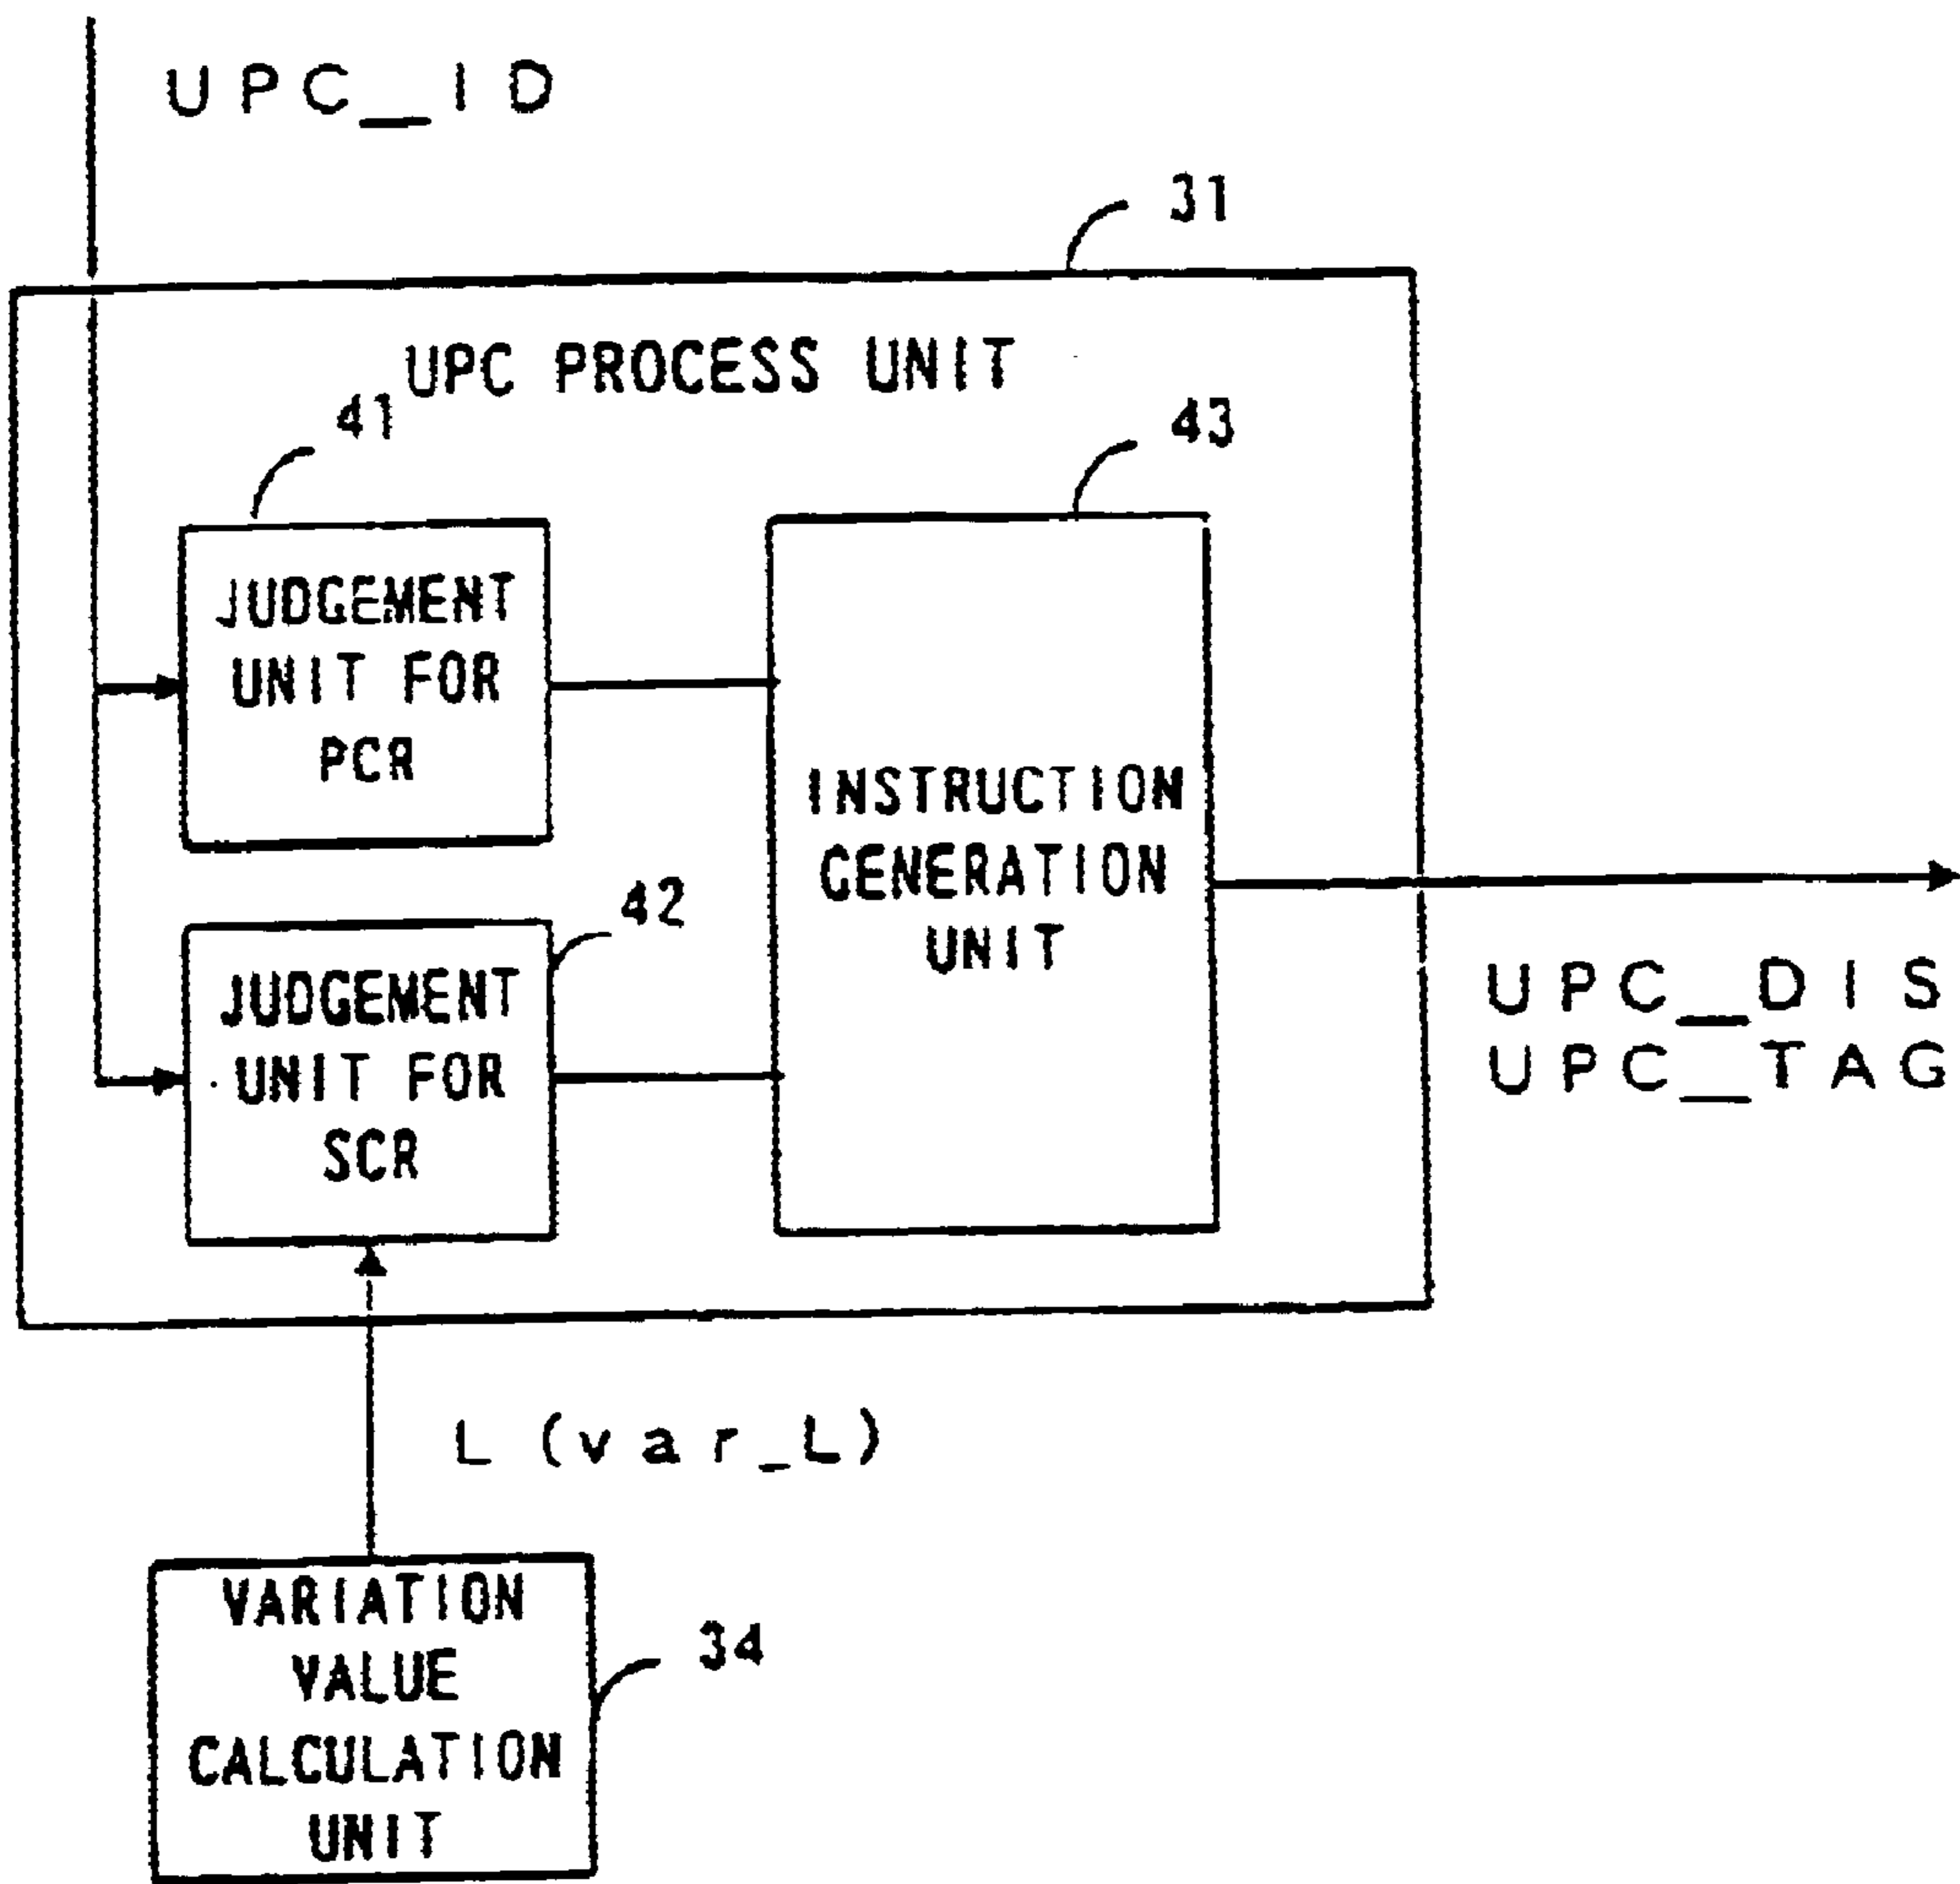 UPC_ID
31
UPC PROCESS UNIT
41
43
JUDGEMENT
UNIT FOR
PCR
INSTRUCTION
GENERATION
UNIT
42
JUDGEMENT
UNIT FOR
SCR
UPC_DIS
UPC_TAG
L (var_L)
VARIATION
VALUE
CALCULATION
UNIT
34